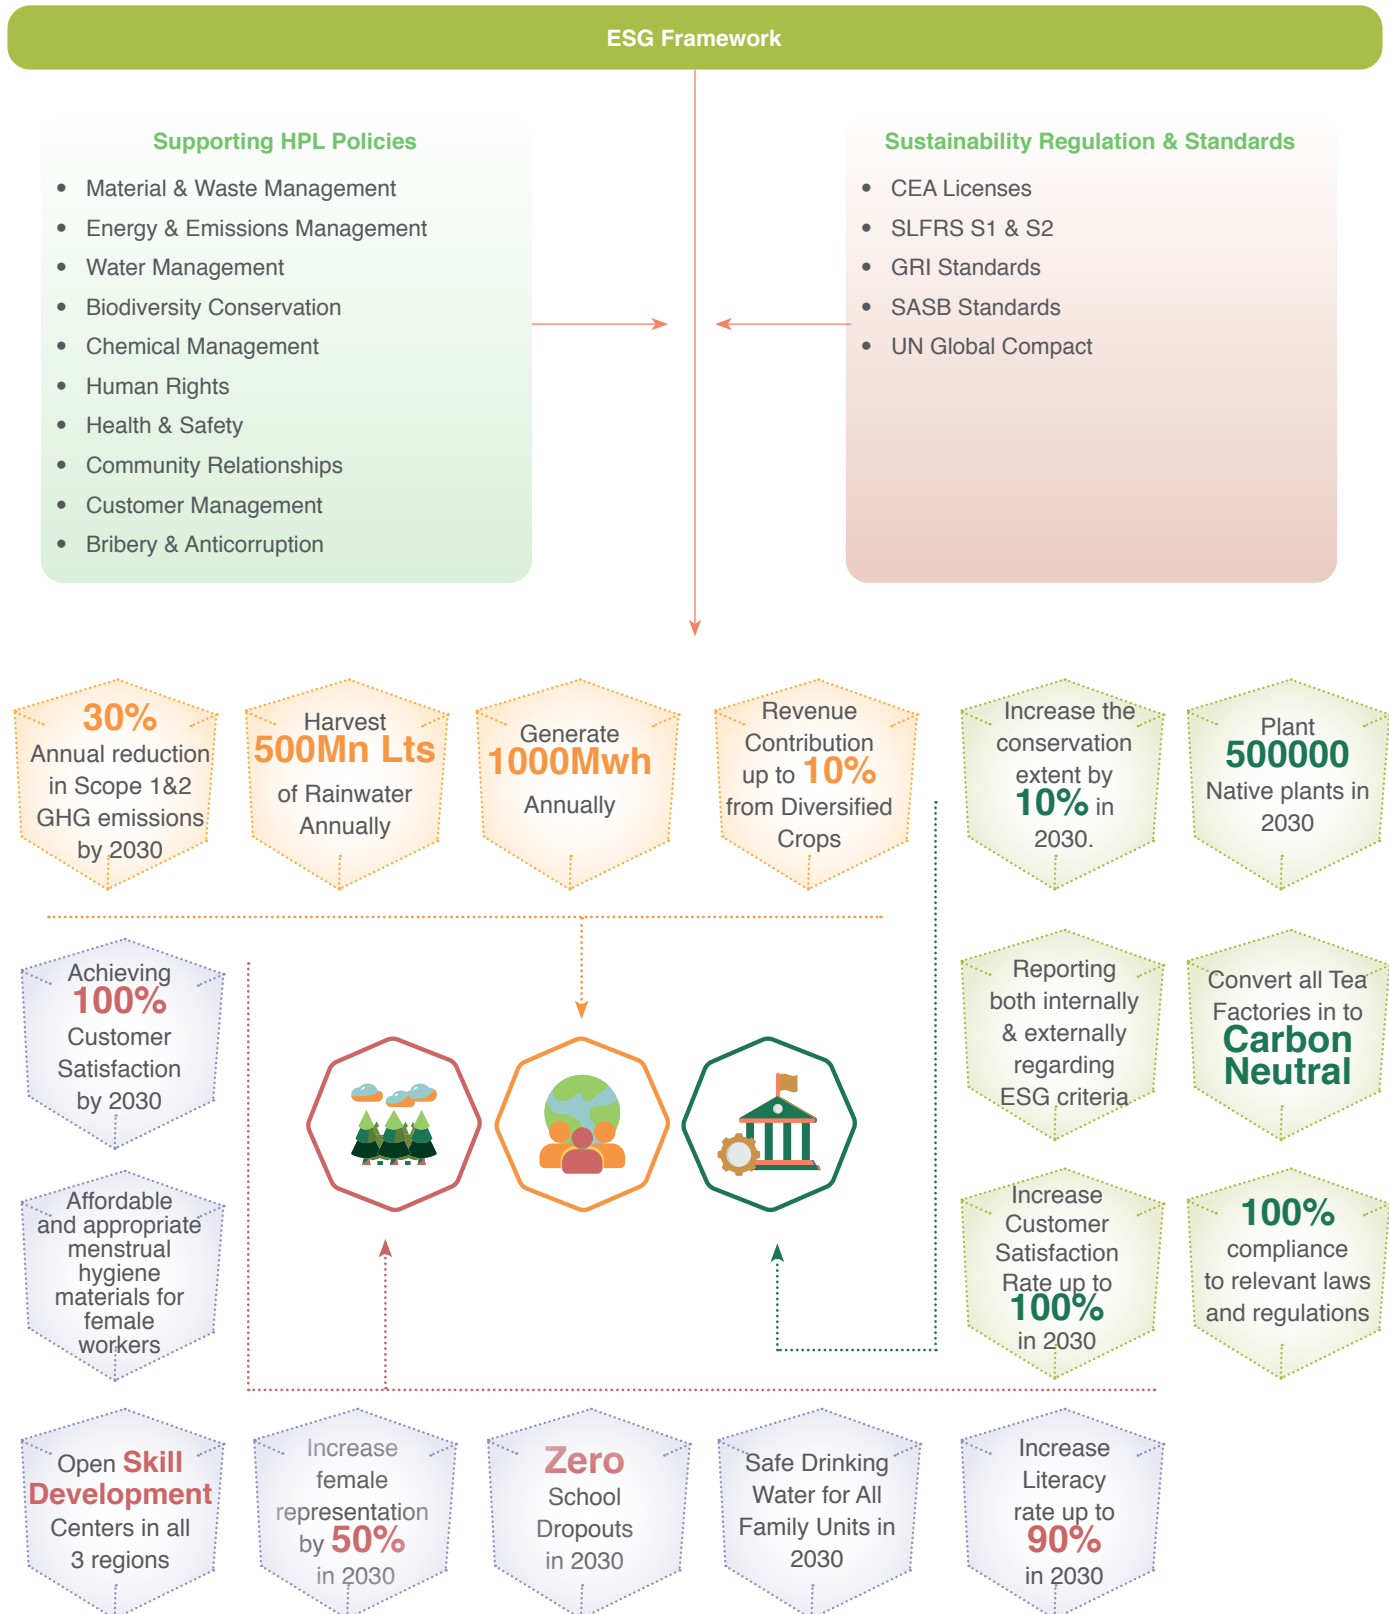 ESG Framework
Supporting HPL Policies
• Material & Waste Management
• Energy & Emissions Management
• Water Management
• Biodiversity Conservation
• Chemical Management
• Human Rights
• Health & Safety
• Community Relationships
• Customer Management
• Bribery & Anticorruption
Sustainability Regulation & Standards
• CEA Licenses
• SLFRS S1 & S2
• GRI Standards
• SASB Standards
• UN Global Compact
30%
Annual reduction
in Scope 1&2
GHG emissions
by 2030
Harvest
500Mn Lts
of Rainwater
Annually
Generate
1000Mwh
Annually
Revenue
Contribution
up to 10%
from Diversified
Crops
Increase the
conservation
extent by
10% in
2030.
Plant
500000
Native plants in
2030
Achieving
100%
Customer
Satisfaction
by 2030
Reporting
both internally
& externally
regarding
ESG criteria
Convert all Tea
Factories in to
Carbon
Neutral
Affordable
and appropriate
menstrual
hygiene
materials for
female
workers
Increase
Customer
Satisfaction
Rate up to
100%
in 2030
100%
compliance
to relevant laws
and regulations
Open Skill
Development
Centers in all
3 regions
Increase
female
representation
by 50%
in 2030
Zero
School
Dropouts
in 2030
Safe Drinking
Water for All
Family Units in
2030
Increase
Literacy
rate up to
90%
in 2030